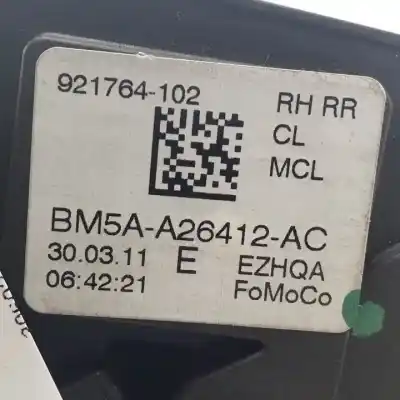 921764-102
RH RR
CL
MCL
BM5A-A26412-AC
30.03.11 E EZHQA
06:42:21 FoMoCo